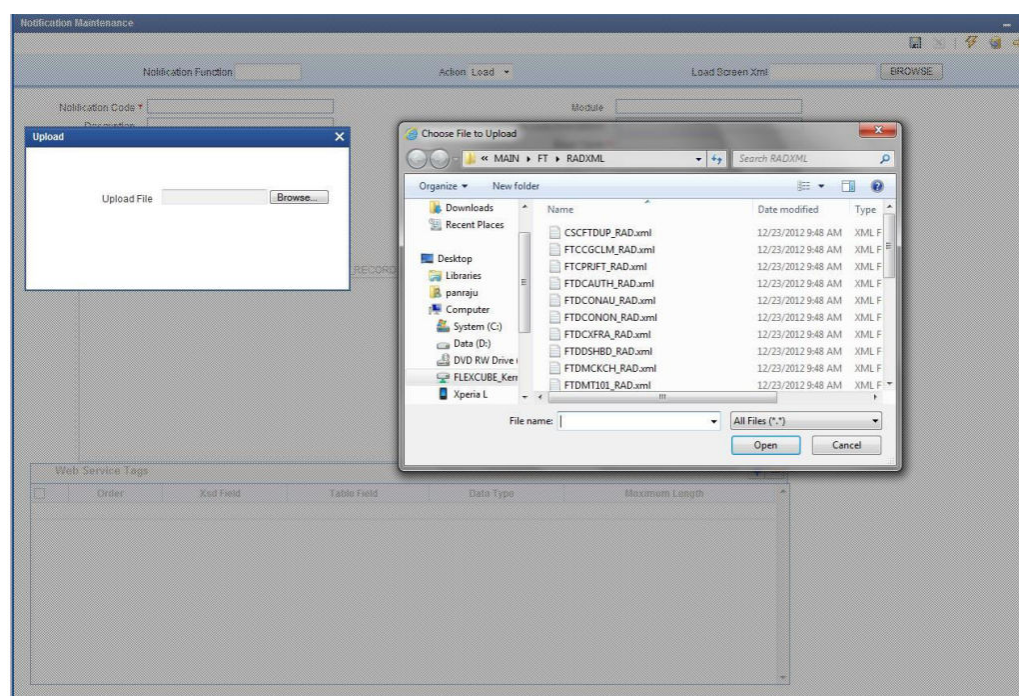 Notification Maintenance
Notification Function Action Load Load Screen Xml BROWSE
Notification Code * Module
Description
Upload
Upload File Browse...
_RECORD
Choose File to Upload
« MAIN ▸ FT ▸ RADXML Search RADXML
Organize New folder
Downloads
Recent Places
Desktop
Libraries
panraju
Computer
System (C:)
Data (D:)
DVD RW Drive
FLEXCUBE_Kern
Xperia L
Name Date modified Type
CSCFTDUP_RAD.xml 12/23/2012 9:48 AM XML F
FTCCGCLM_RAD.xml 12/23/2012 9:48 AM XML F
FTCPRJFT_RAD.xml 12/23/2012 9:48 AM XML F
FTDCAUTH_RAD.xml 12/23/2012 9:48 AM XML F
FTDCONAU_RAD.xml 12/23/2012 9:48 AM XML F
FTDCONON_RAD.xml 12/23/2012 9:48 AM XML F
FTDCXFRA_RAD.xml 12/23/2012 9:48 AM XML F
FTDDSHBD_RAD.xml 12/23/2012 9:48 AM XML F
FTDMCKCH_RAD.xml 12/23/2012 9:48 AM XML F
FTDMT101_RAD.xml 12/23/2012 9:48 AM XML F
File name: All Files (*.*)
Open Cancel
Web Service Tags
Order Xsd Field Table Field Data Type Maximum Length